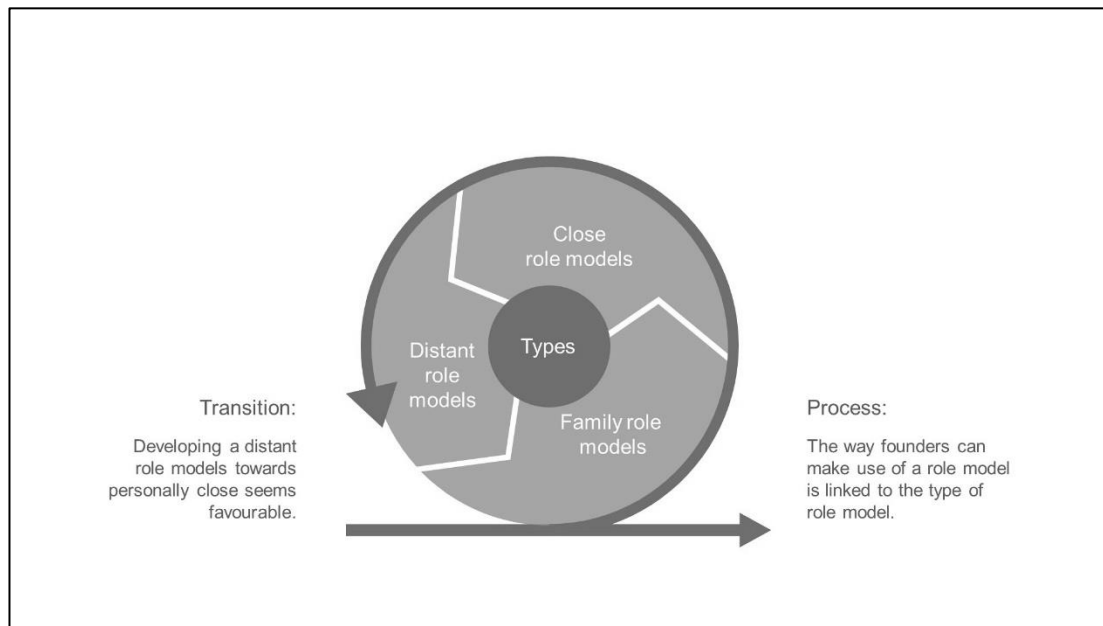 Close
role models
Types
Distant
role
models
Family role
models
Transition:
Developing a distant
role models towards
personally close seems
favourable.
Process:
The way founders can
make use of a role model
is linked to the type of
role model.